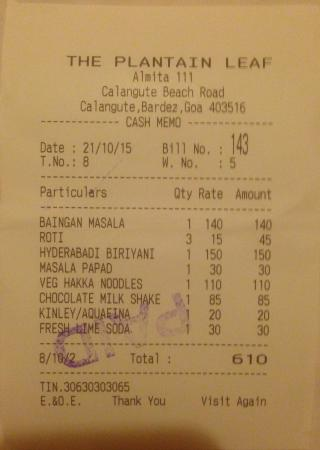 THE PLANTAIN LEAF
Almita 111
Calangute Beach Road
Calangute,Bardez,Goa 403516
CASH MEMO
Date : 21/10/15 Bill No. : 143
T.No.: 8 W. No. : 5
Particulars Qty Rate Amount
BAINGAN MASALA 1 140 140
ROTI 3 15 45
HYDERABADI BIRIYANI 1 150 150
MASALA PAPAD 1 30 30
VEG HAKKA NOODLES 1 110 110
CHOCOLATE MILK SHAKE 1 85 85
KINLEY/AQUAFINA 1 20 20
FRESH LIME SODA 1 30 30
PAID
8/10/2 Total : 610
TIN.30630303065
E.&O.E. Thank You Visit Again